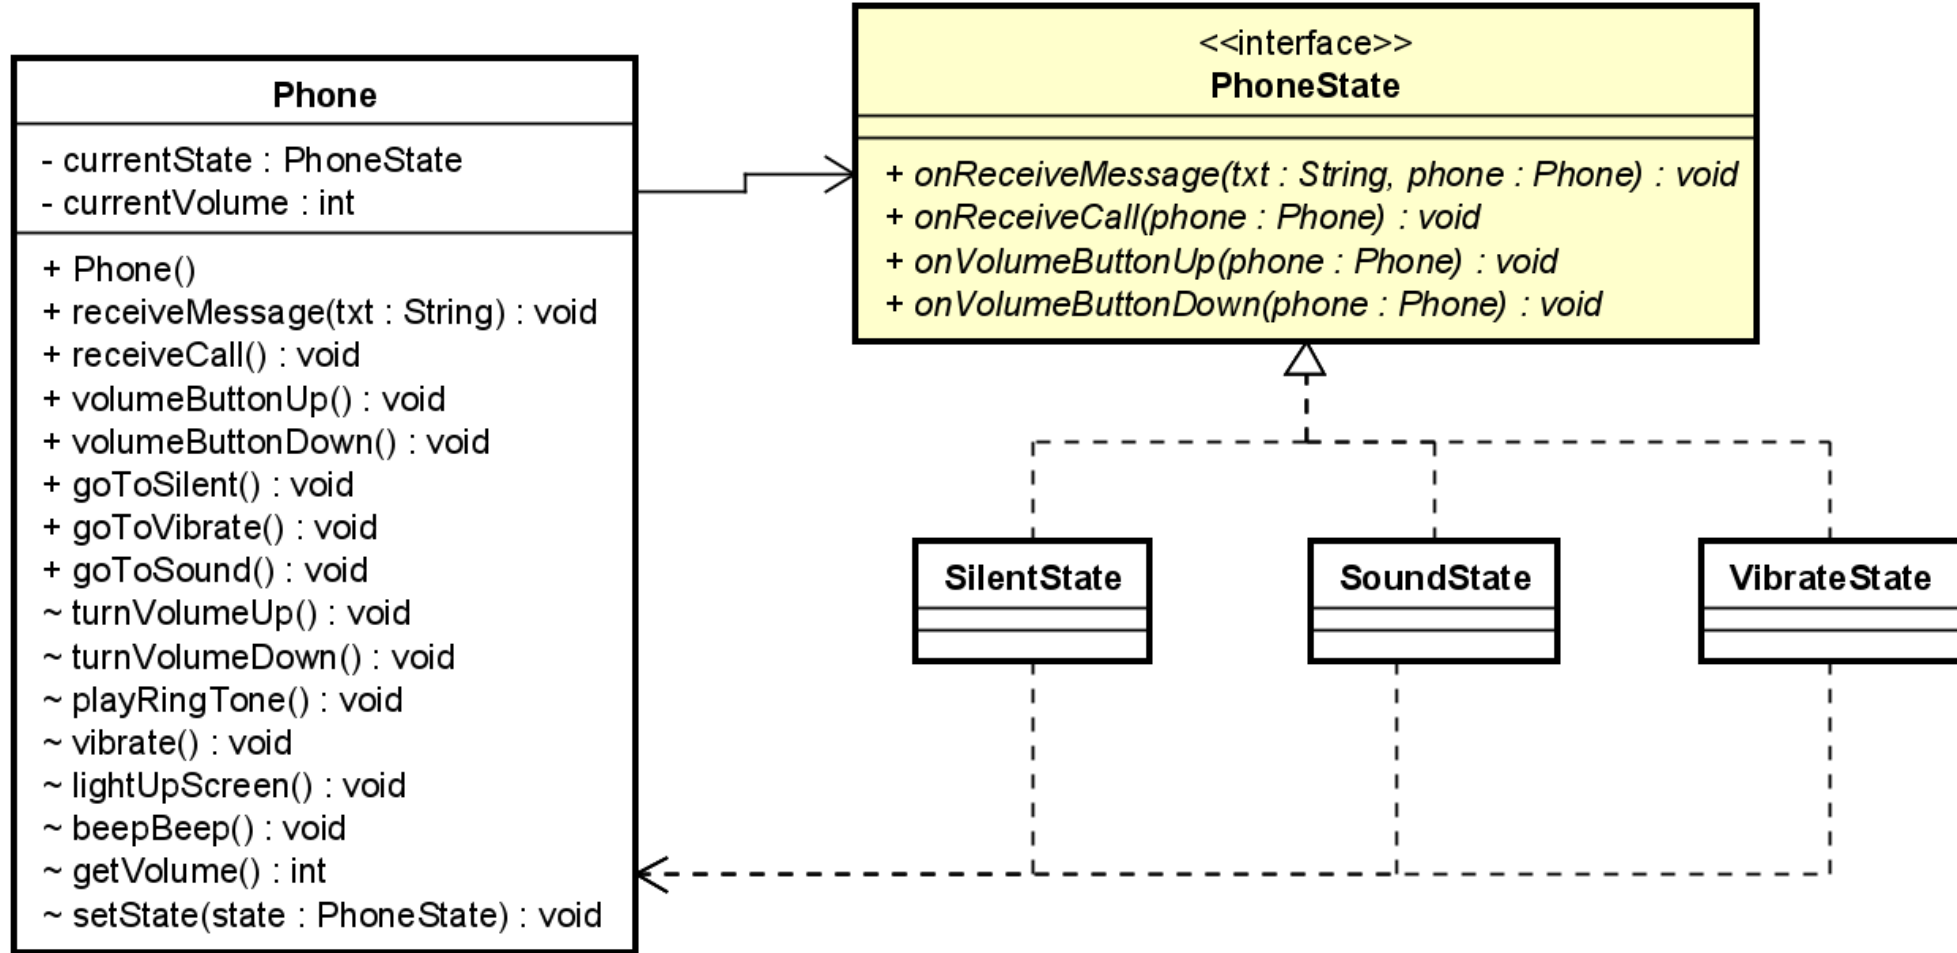 Phone
- currentState : PhoneState
- currentVolume : int
+ Phone()
+ receiveMessage(txt : String) : void
+ receiveCall() : void
+ volumeButtonUp() : void
+ volumeButtonDown() : void
+ goToSilent() : void
+ goToVibrate() : void
+ goToSound() : void
~ turnVolumeUp() : void
~ turnVolumeDown() : void
~ playRingTone() : void
~ vibrate() : void
~ lightUpScreen() : void
~ beepBeep() : void
~ getVolume() : int
~ setState(state : PhoneState) : void
<<interface>>
PhoneState
+ onReceiveMessage(txt : String, phone : Phone) : void
+ onReceiveCall(phone : Phone) : void
+ onVolumeButtonUp(phone : Phone) : void
+ onVolumeButtonDown(phone : Phone) : void
SilentState
SoundState
VibrateState